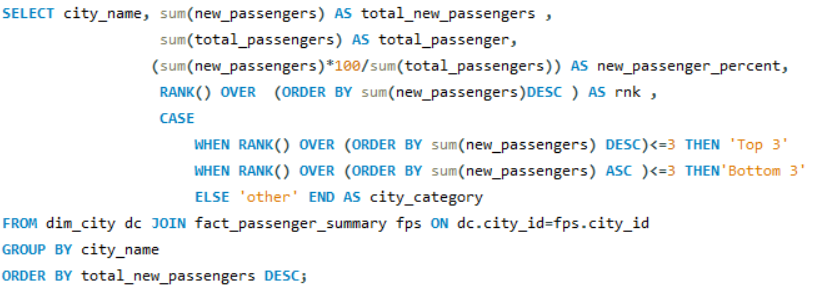 SELECT city_name, sum(new_passengers) AS total_new_passengers ,
sum(total_passengers) AS total_passenger,
(sum(new_passengers)*100/sum(total_passengers)) AS new_passenger_percent,
RANK() OVER  (ORDER BY sum(new_passengers)DESC ) AS rnk ,
CASE
WHEN RANK() OVER (ORDER BY sum(new_passengers) DESC)<=3 THEN 'Top 3'
WHEN RANK() OVER (ORDER BY sum(new_passengers) ASC )<=3 THEN'Bottom 3'
ELSE 'other' END AS city_category
FROM dim_city dc JOIN fact_passenger_summary fps ON dc.city_id=fps.city_id
GROUP BY city_name
ORDER BY total_new_passengers DESC;